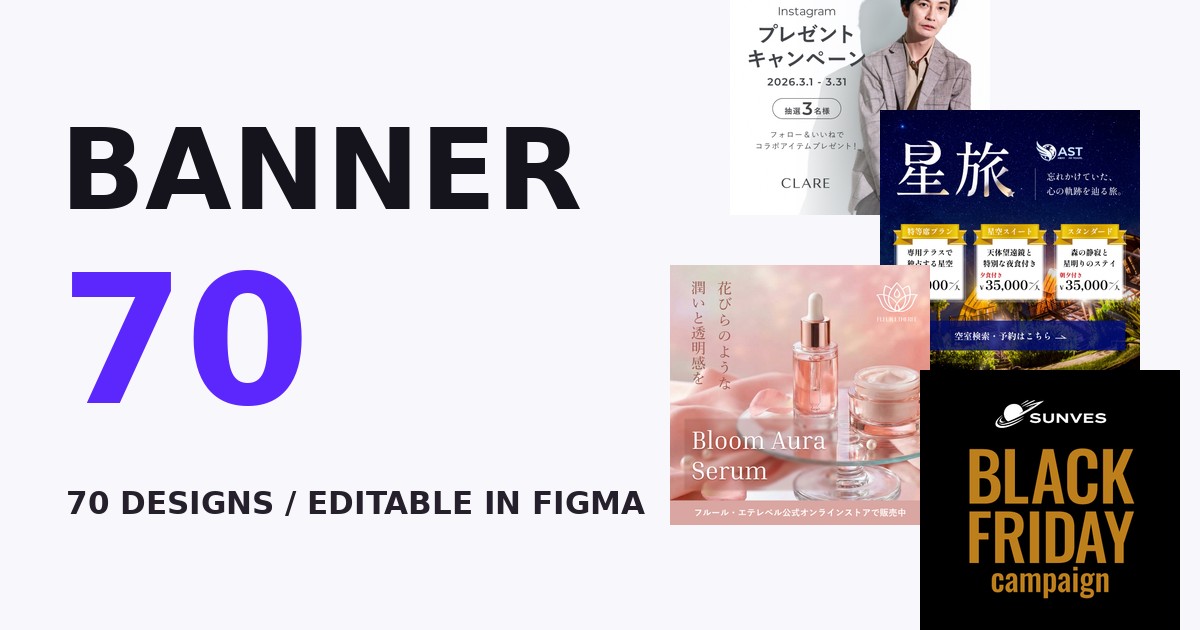 BANNER
70
70 DESIGNS / EDITABLE IN FIGMA
Instagram
プレゼント
キャンペーン
2026.3.1 - 3.31
抽選3名様
フォロー＆いいねで
コラボアイテムプレゼント！
CLARE
星旅
AST
忘れかけていた、
心の軌跡を辿る旅。
特等席プラン
専用テラスで
独占する星空
星空スイート
天体望遠鏡と
特別な夜食付き
夕食付き
¥35,000~/人
スタンダード
森の静寂と
星明りのステイ
朝夕付き
¥35,000~/人
空室検索・予約はこちら
花びらのような
潤いと透明感を
Bloom Aura
Serum
フルール・エテレベル公式オンラインストアで販売中
SUNVES
BLACK
FRIDAY
campaign